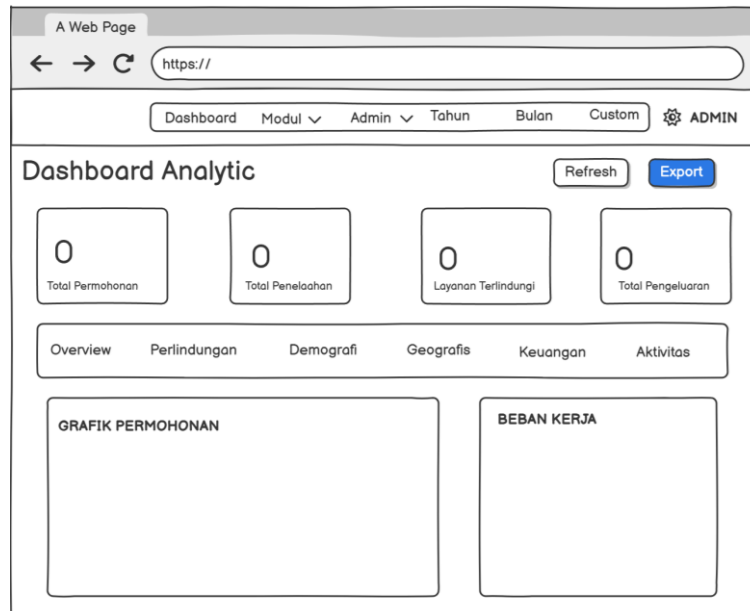 A Web Page
https://
Dashboard Modul Admin Tahun Bulan Custom ADMIN
Dashboard Analytic Refresh Export
0 0 0 0
Total Permohonan Total Penelaahan Layanan Terlindungi Total Pengeluaran
Overview Perlindungan Demografi Geografis Keuangan Aktivitas
GRAFIK PERMOHONAN BEBAN KERJA